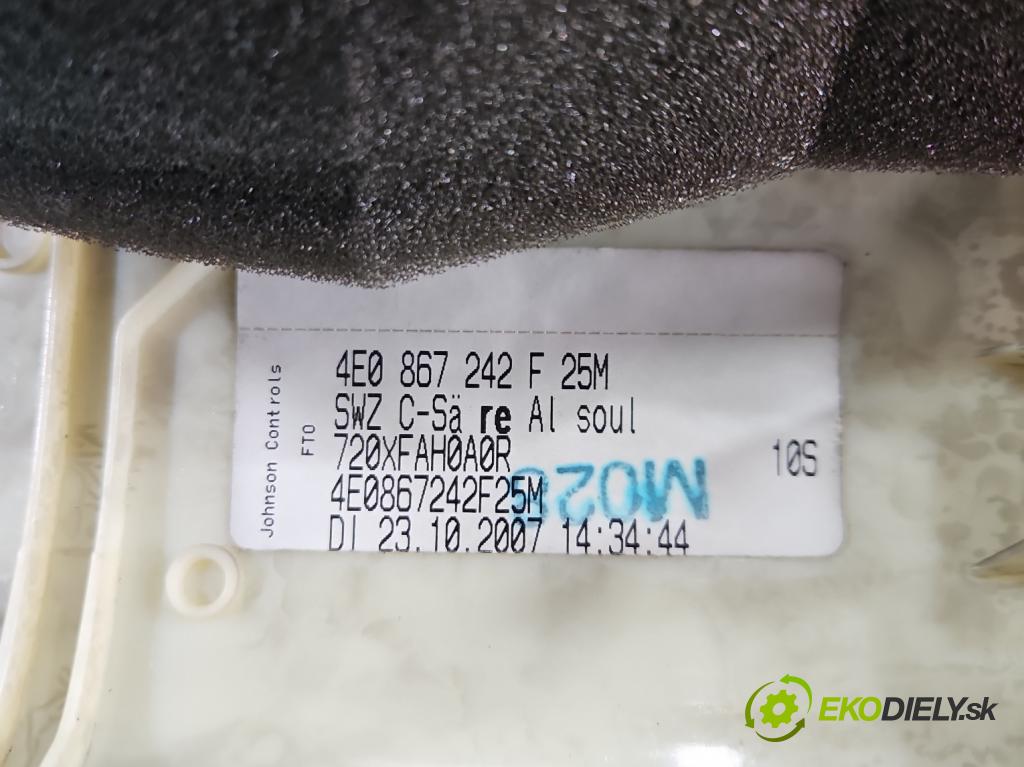 4E0 867 242 F 25M
SWZ C-Sä re Al soul
720XFAH0A0R
10S
4E0867242F25M
DI 23.10.2007 14:34:44
Johnson Controls
FTO
EKODIELY.sk